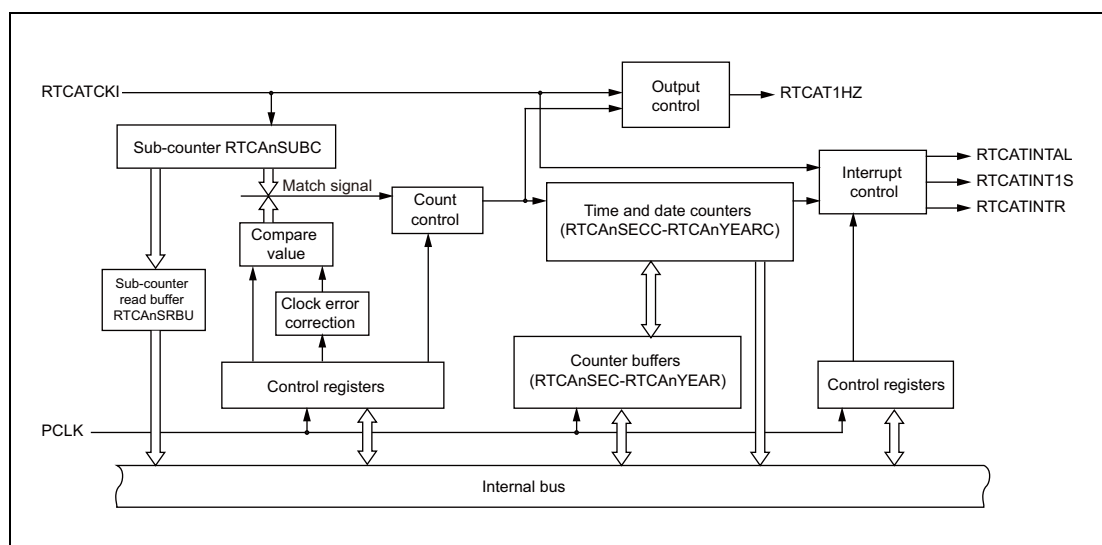 RTCATCKI
Output
control
RTCAT1HZ
Sub-counter RTCAnSUBC
Match signal
Count
control
Time and date counters
(RTCAnSECC-RTCAnYEARC)
Interrupt
control
RTCATINTAL
RTCATINT1S
RTCATINTR
Compare
value
Sub-counter
read buffer
RTCAnSRBU
Clock error
correction
Control registers
Counter buffers
(RTCAnSEC-RTCAnYEAR)
Control registers
PCLK
Internal bus